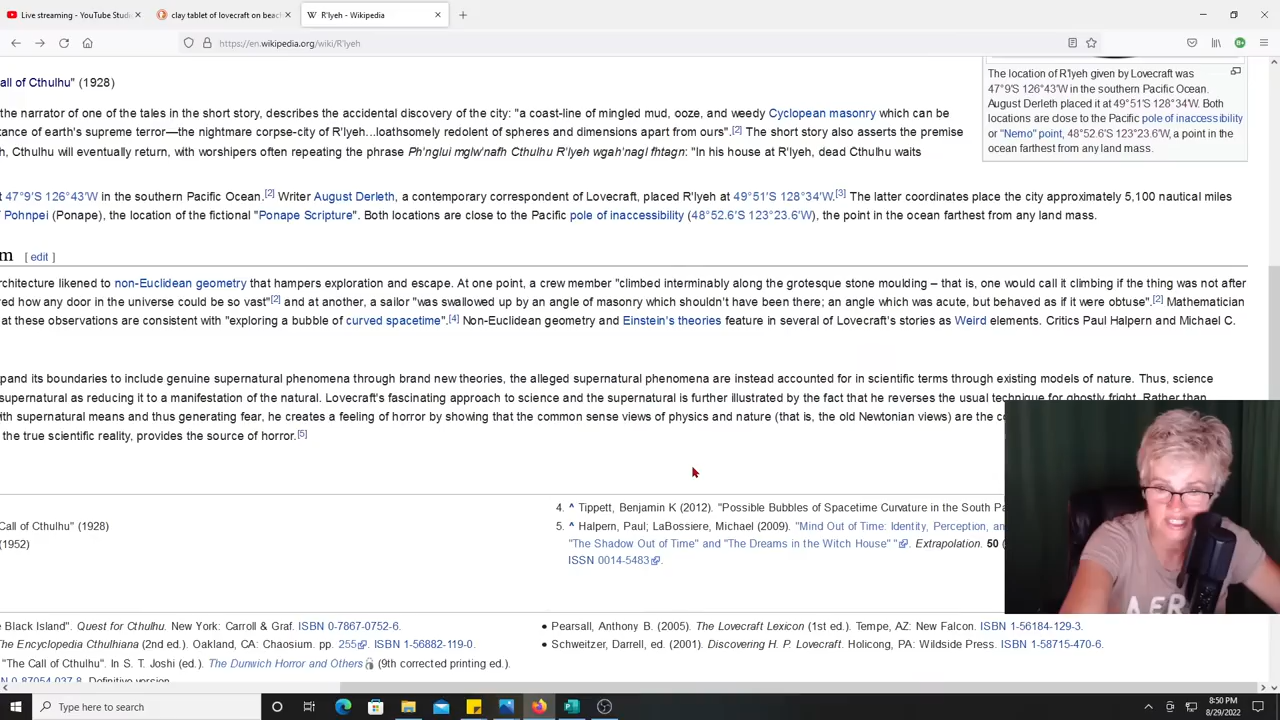 Live streaming - YouTube Studi
clay tablet of lovecraft on beach
R'lyeh - Wikipedia
https://en.wikipedia.org/wiki/R'lyeh
all of Cthulhu" (1928)
the narrator of one of the tales in the short story, describes the accidental discovery of the city: "a coast-line of mingled mud, ooze, and weedy Cyclopean masonry which can be
tance of earth's supreme terror—the nightmare corpse-city of R'lyeh...loathsomely redolent of spheres and dimensions apart from ours".[2] The short story also asserts the premise
h, Cthulhu will eventually return, with worshipers often repeating the phrase Ph'nglui mglw'nafh Cthulhu R'lyeh wgah'nagl fhtagn: "In his house at R'lyeh, dead Cthulhu waits
The location of R'lyeh given by Lovecraft was
47°9′S 126°43′W in the southern Pacific Ocean.
August Derleth placed it at 49°51′S 128°34′W. Both
locations are close to the Pacific pole of inaccessibility
or "Nemo" point, 48°52.6′S 123°23.6′W, a point in the
ocean farthest from any land mass.
t 47°9′S 126°43′W in the southern Pacific Ocean.[2] Writer August Derleth, a contemporary correspondent of Lovecraft, placed R'lyeh at 49°51′S 128°34′W.[3] The latter coordinates place the city approximately 5,100 nautical miles
Pohnpei (Ponape), the location of the fictional "Ponape Scripture". Both locations are close to the Pacific pole of inaccessibility (48°52.6′S 123°23.6′W), the point in the ocean farthest from any land mass.
m [ edit ]
rchitecture likened to non-Euclidean geometry that hampers exploration and escape. At one point, a crew member "climbed interminably along the grotesque stone moulding – that is, one would call it climbing if the thing was not after
red how any door in the universe could be so vast"[2] and at another, a sailor "was swallowed up by an angle of masonry which shouldn't have been there; an angle which was acute, but behaved as if it were obtuse".[2] Mathematician
at these observations are consistent with "exploring a bubble of curved spacetime".[4] Non-Euclidean geometry and Einstein's theories feature in several of Lovecraft's stories as Weird elements. Critics Paul Halpern and Michael C.
pand its boundaries to include genuine supernatural phenomena through brand new theories, the alleged supernatural phenomena are instead accounted for in scientific terms through existing models of nature. Thus, science
supernatural as reducing it to a manifestation of the natural. Lovecraft's fascinating approach to science and the supernatural is further illustrated by the fact that he reverses the usual technique for ghostly fright. Rather than
ith supernatural means and thus generating fear, he creates a feeling of horror by showing that the common sense views of physics and nature (that is, the old Newtonian views) are the
the true scientific reality, provides the source of horror.[5]
Call of Cthulhu" (1928)
(1952)
4. ^ Tippett, Benjamin K (2012). "Possible Bubbles of Spacetime Curvature in the South Pa
5. ^ Halpern, Paul; LaBossiere, Michael (2009). "Mind Out of Time: Identity, Perception, an
"The Shadow Out of Time" and "The Dreams in the Witch House" ". Extrapolation. 50 (
ISSN 0014-5483.
AER
e Black Island". Quest for Cthulhu. New York: Carroll & Graf. ISBN 0-7867-0752-6.
he Encyclopedia Cthulhiana (2nd ed.). Oakland, CA: Chaosium. pp. 255. ISBN 1-56882-119-0.
"The Call of Cthulhu". In S. T. Joshi (ed.). The Dunwich Horror and Others (9th corrected printing ed.).
N 0-87054-037-8. Definitive version.
• Pearsall, Anthony B. (2005). The Lovecraft Lexicon (1st ed.). Tempe, AZ: New Falcon. ISBN 1-56184-129-3.
• Schweitzer, Darrell, ed. (2001). Discovering H. P. Lovecraft. Holicong, PA: Wildside Press. ISBN 1-58715-470-6.
Type here to search
8:50 PM
8/29/2022